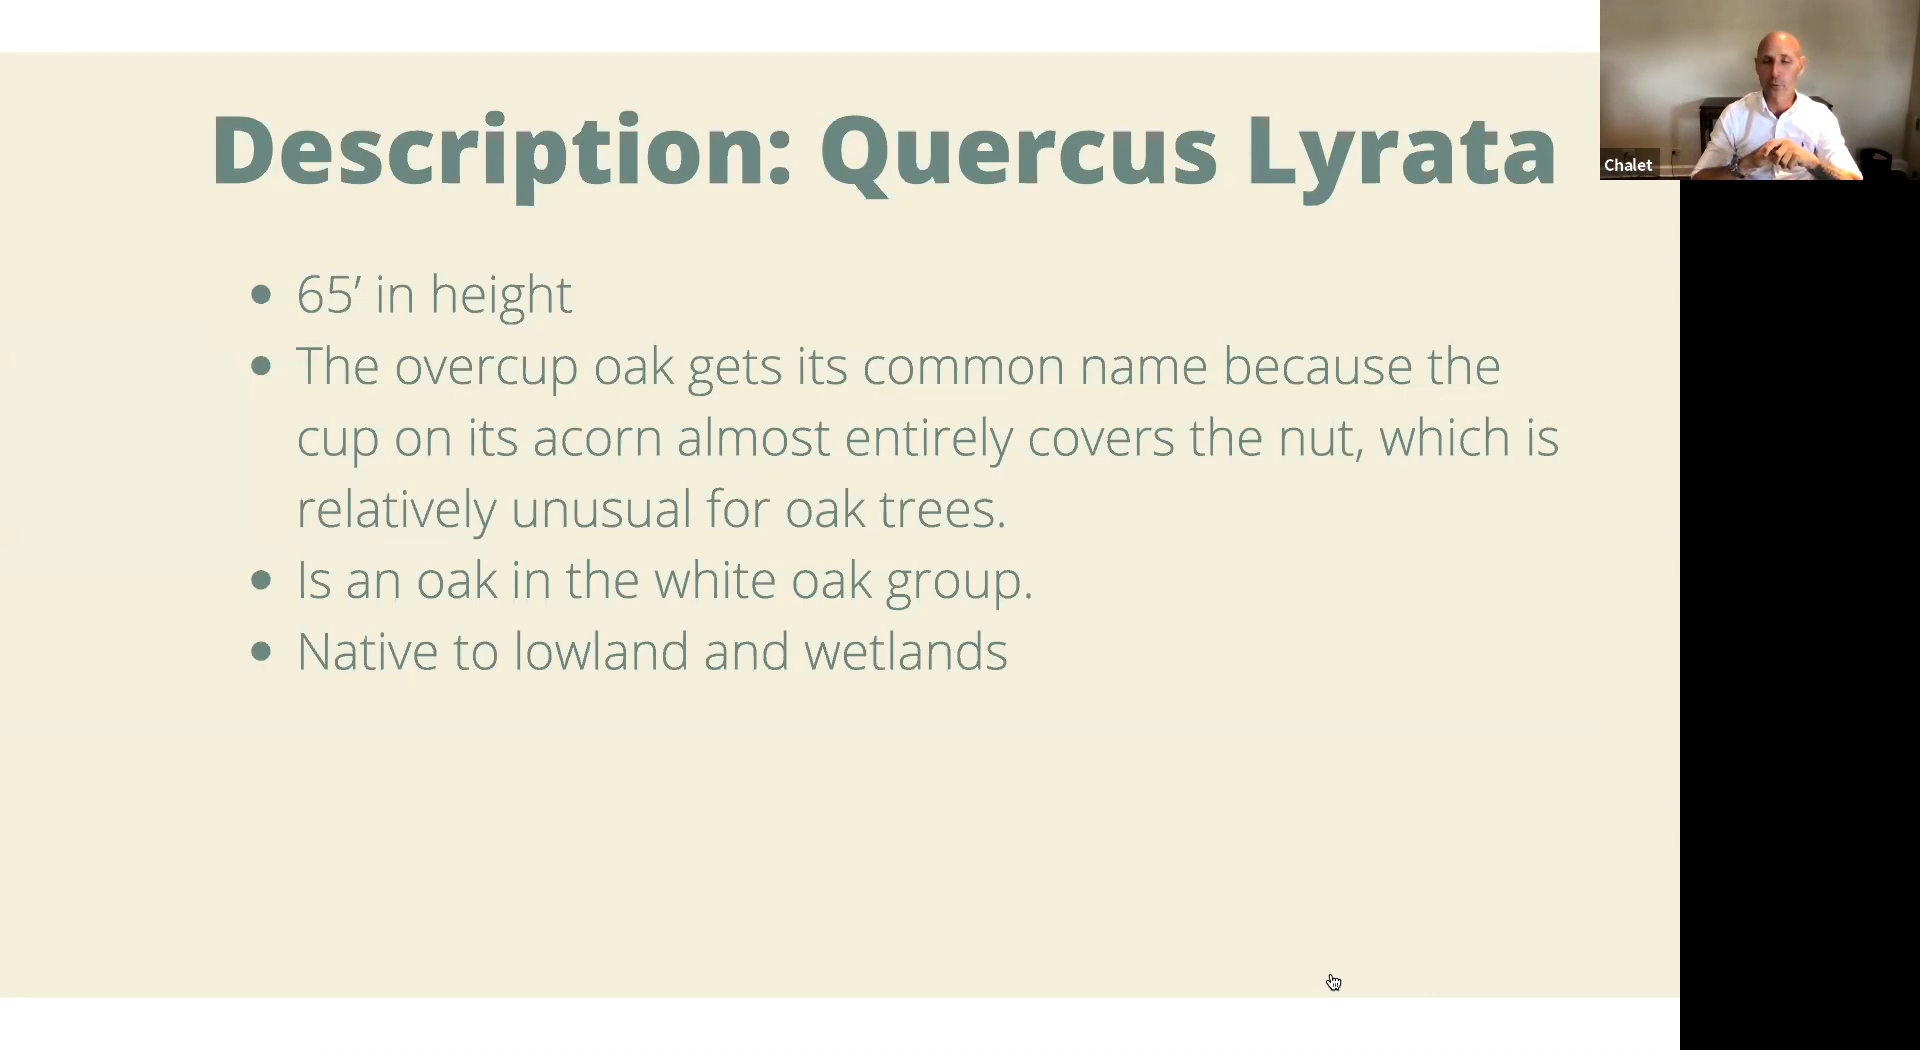 Description: Quercus Lyrata
Chalet
• 65’ in height
• The overcup oak gets its common name because the
cup on its acorn almost entirely covers the nut, which is
relatively unusual for oak trees.
• Is an oak in the white oak group.
• Native to lowland and wetlands